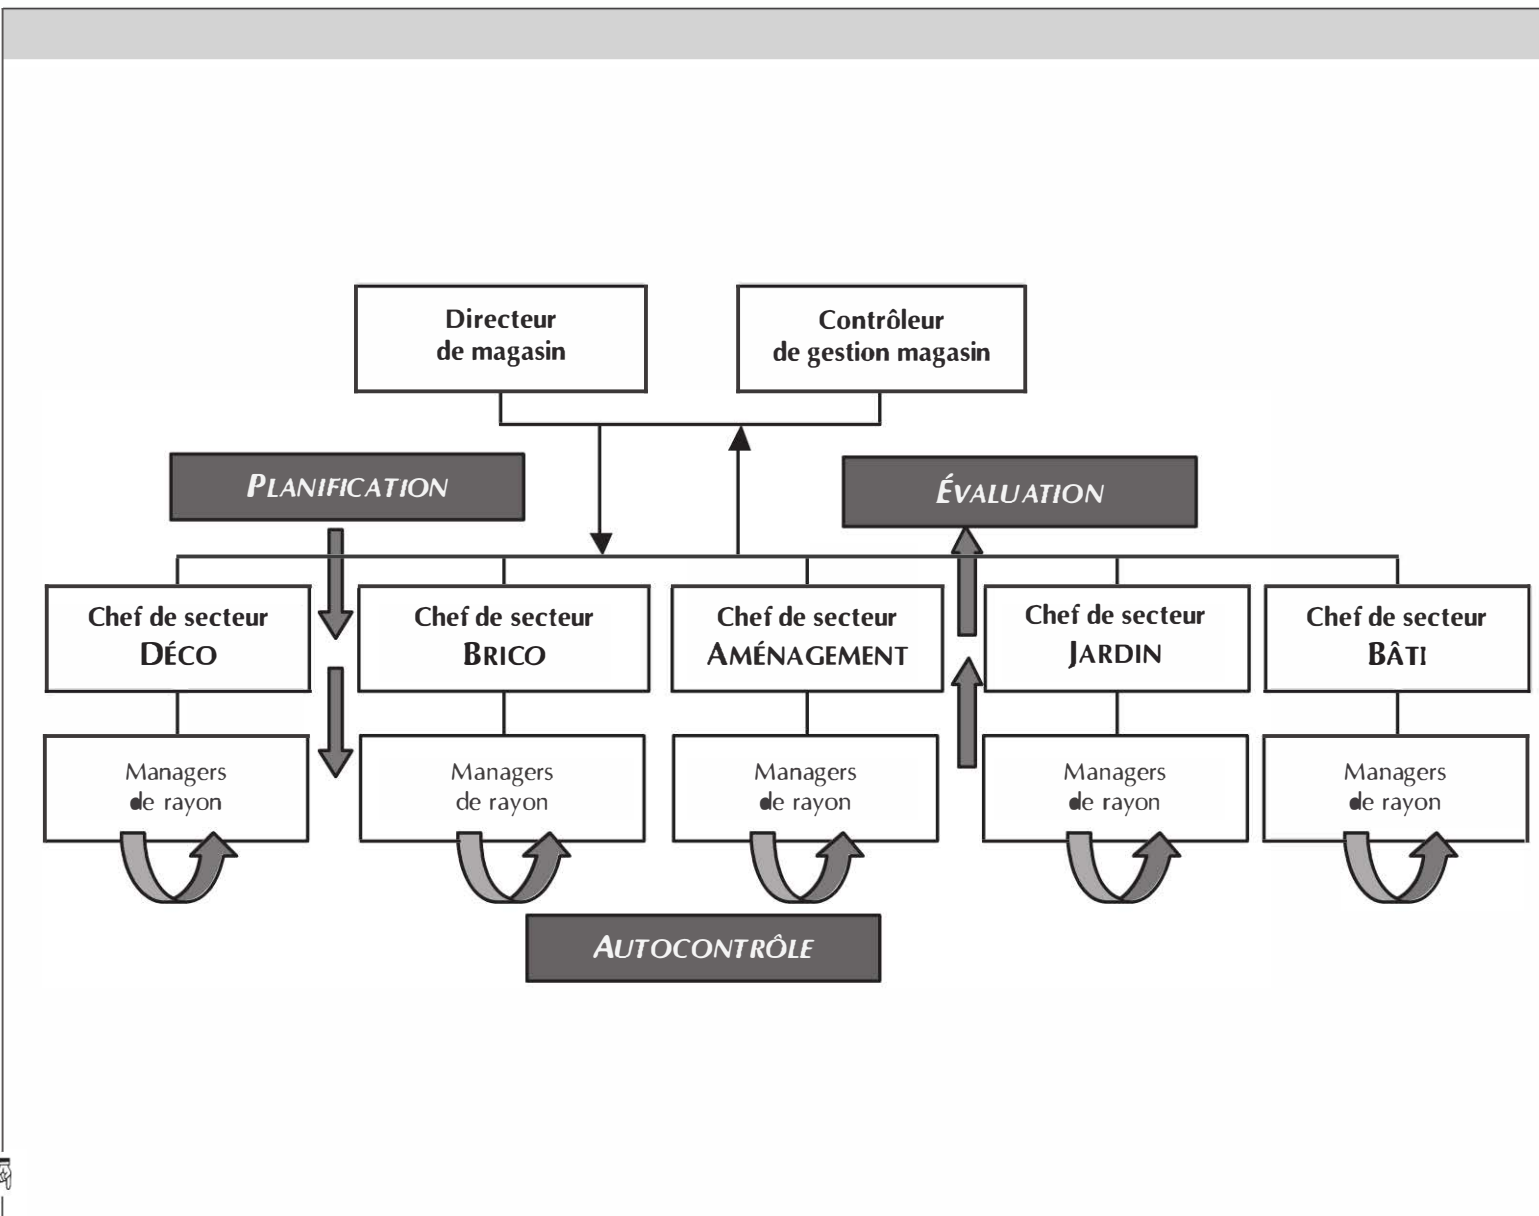 Directeur
de magasin
Contrôleur
de gestion magasin
PLANIFICATION
ÉVALUATION
Chef de secteur
DÉCO
Chef de secteur
BRICO
Chef de secteur
AMÉNAGEMENT
Chef de secteur
JARDIN
Chef de secteur
BÂTI
Managers
de rayon
Managers
de rayon
Managers
de rayon
Managers
de rayon
Managers
de rayon
AUTOCONTRÔLE